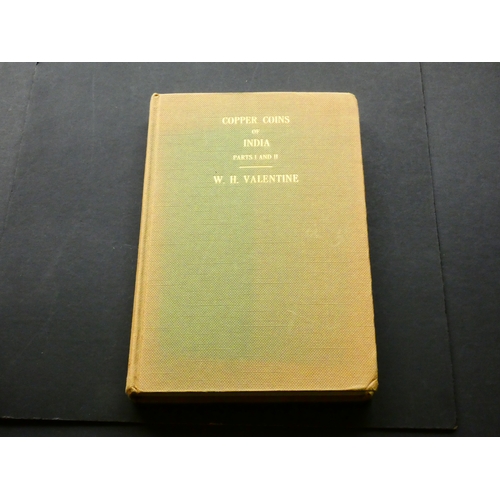 COPPER COINS
OF
INDIA
PARTS I AND II
W. H. VALENTINE